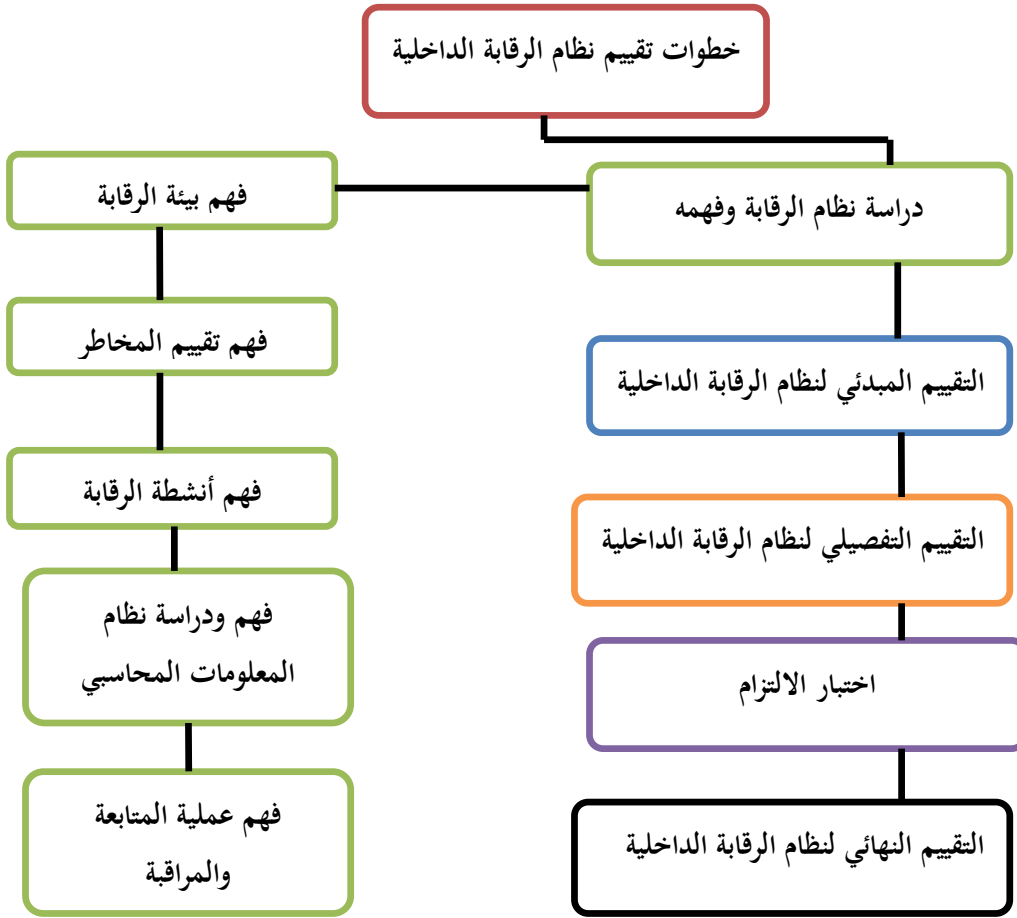 خطوات تقييم نظام الرقابة الداخلية
دراسة نظام الرقابة وفهمه
فهم بيئة الرقابة
فهم تقييم المخاطر
فهم أنشطة الرقابة
فهم ودراسة نظام
المعلومات المحاسبي
فهم عملية المتابعة
والمراقبة
التقييم المبدئي لنظام الرقابة الداخلية
التقييم التفصيلي لنظام الرقابة الداخلية
اختبار الالتزام
التقييم النهائي لنظام الرقابة الداخلية